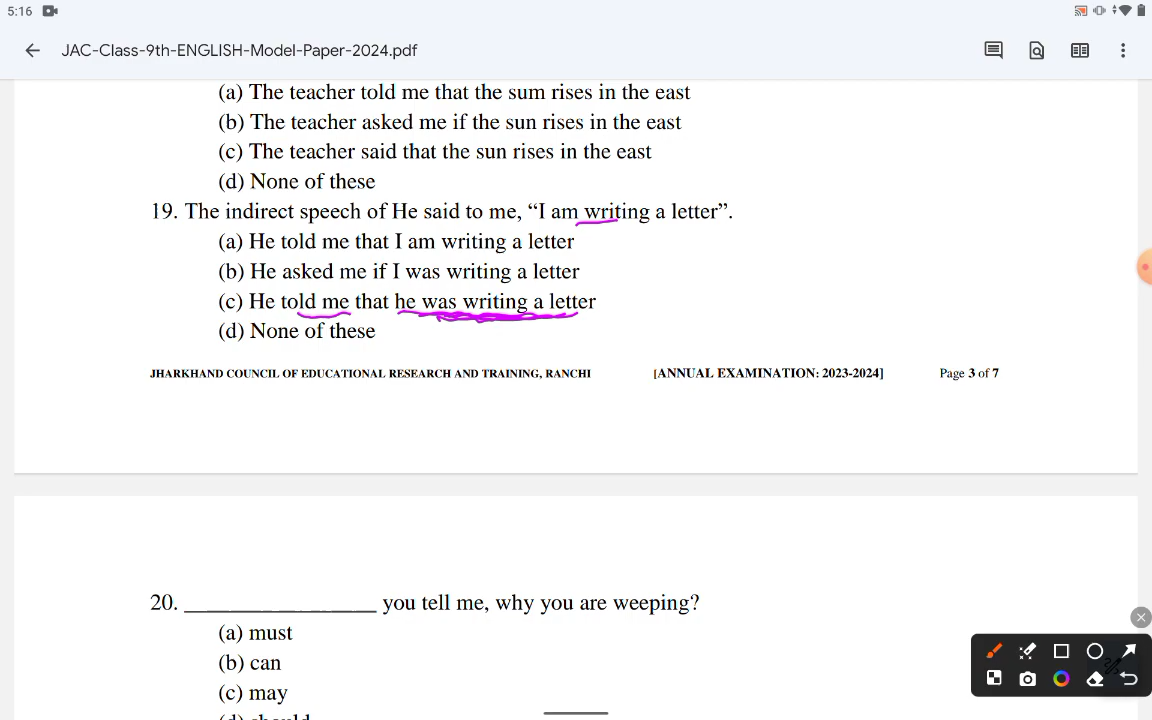 5:16
JAC-Class-9th-ENGLISH-Model-Paper-2024.pdf
(a) The teacher told me that the sum rises in the east
(b) The teacher asked me if the sun rises in the east
(c) The teacher said that the sun rises in the east
(d) None of these
19. The indirect speech of He said to me, “I am writing a letter”.
(a) He told me that I am writing a letter
(b) He asked me if I was writing a letter
(c) He told me that he was writing a letter
(d) None of these
JHARKHAND COUNCIL OF EDUCATIONAL RESEARCH AND TRAINING, RANCHI [ANNUAL EXAMINATION: 2023-2024] Page 3 of 7
20. ________________ you tell me, why you are weeping?
(a) must
(b) can
(c) may
(d) should